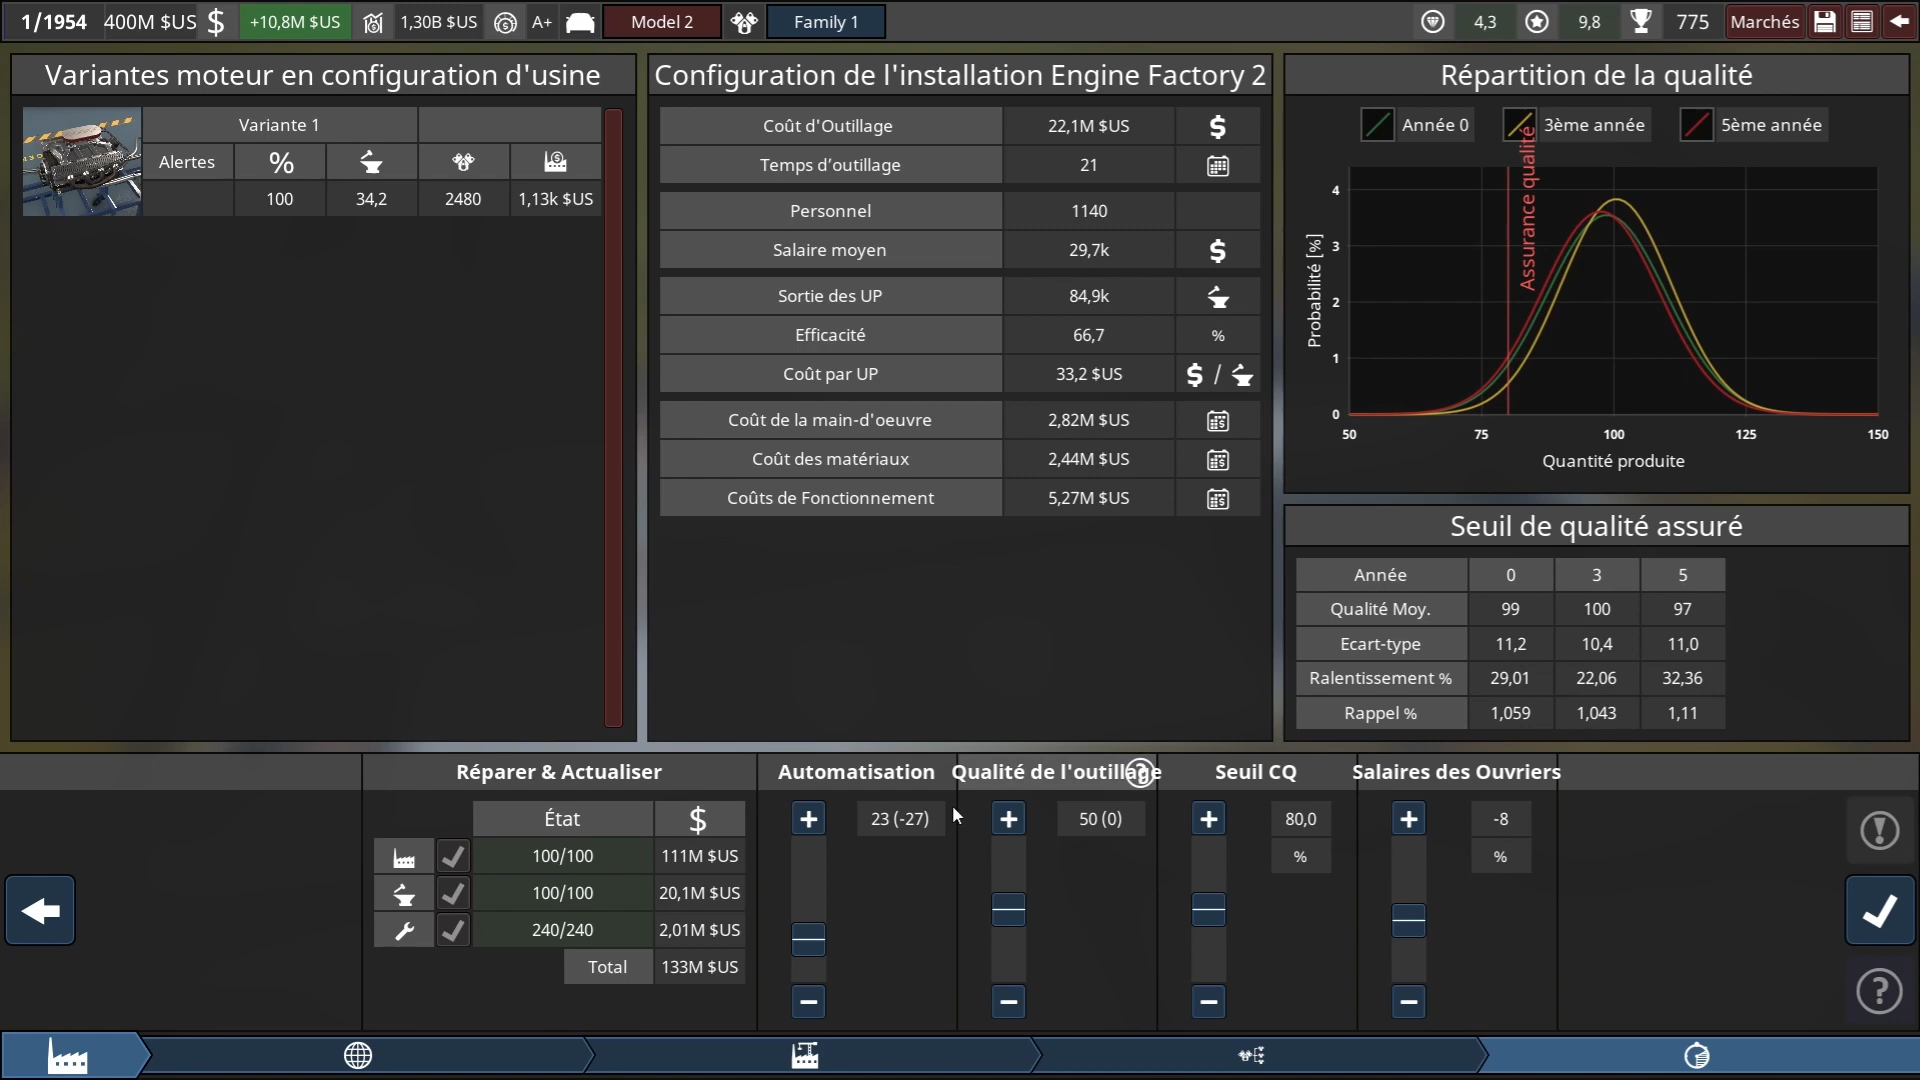 1/1954 400M $US +10,8M $US 1,30B $US A+ Model 2 Family 1 4,3 9,8 775 Marchés
Variantes moteur en configuration d'usine
Variante 1
Alertes %
100 34,2 2480 1,13k $US
Configuration de l'installation Engine Factory 2
Coût d'Outillage 22,1M $US $
Temps d'outillage 21
Personnel 1140
Salaire moyen 29,7k $
Sortie des UP 84,9k
Efficacité 66,7 %
Coût par UP 33,2 $US $ /
Coût de la main-d'oeuvre 2,82M $US
Coût des matériaux 2,44M $US
Coûts de Fonctionnement 5,27M $US
Répartition de la qualité
Année 0 3ème année 5ème année
Assurance qualité
Probabilité [%]
4
3
2
1
0
50 75 100 125 150
Quantité produite
Seuil de qualité assuré
Année 0 3 5
Qualité Moy. 99 100 97
Ecart-type 11,2 10,4 11,0
Ralentissement % 29,01 22,06 32,36
Rappel % 1,059 1,043 1,11
Réparer & Actualiser
État $
100/100 111M $US
100/100 20,1M $US
240/240 2,01M $US
Total 133M $US
Automatisation
23 (-27)
Qualité de l'outillage
50 (0)
Seuil CQ
80,0
%
Salaires des Ouvriers
-8
%